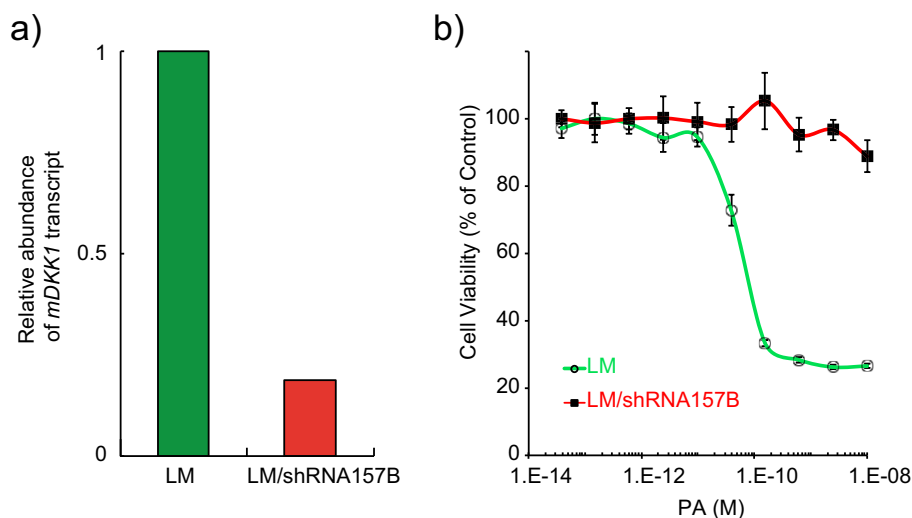 a)
Relative abundance
of mDKK1 transcript
1
0.5
0
LM
LM/shRNA157B
b)
Cell Viability (% of Control)
120
100
80
60
40
20
0
LM
LM/shRNA157B
1.E-14
1.E-12
1.E-10
1.E-08
PA (M)